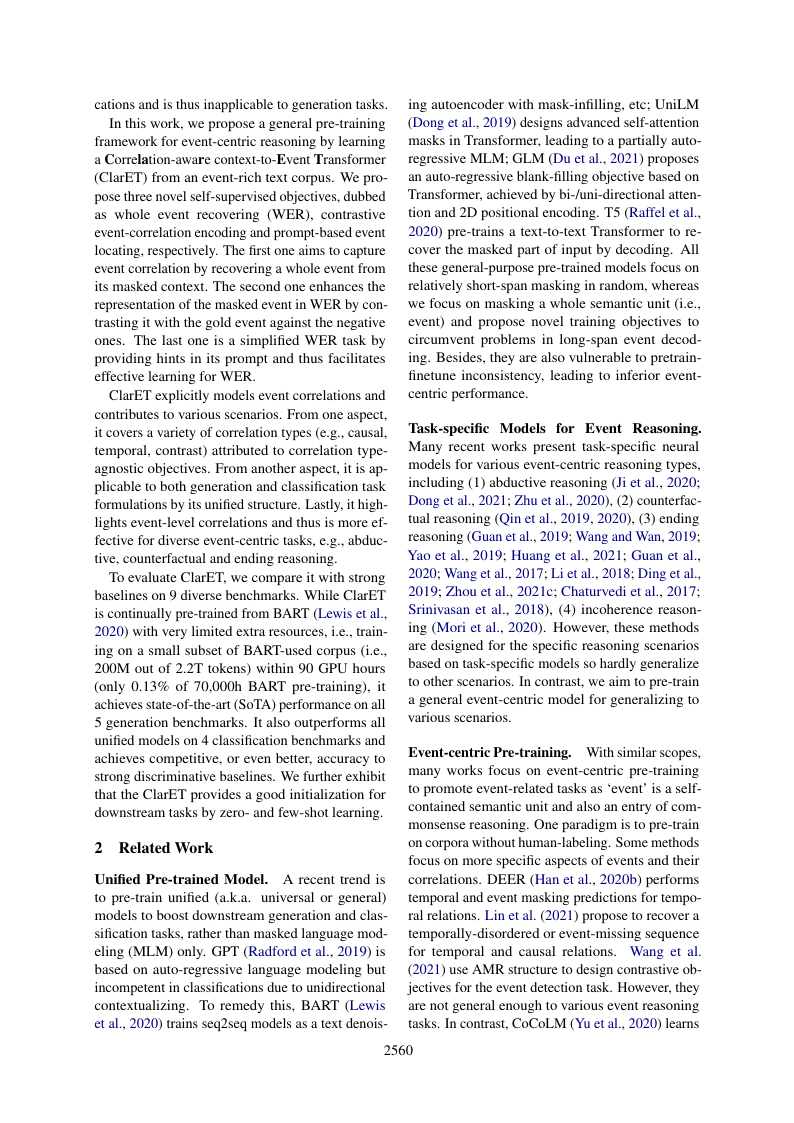 cations and is thus inapplicable to generation tasks.
In this work, we propose a general pre-training
framework for event-centric reasoning by learning
a Correlation-aware context-to-Event Transformer
(ClarET) from an event-rich text corpus. We pro-
pose three novel self-supervised objectives, dubbed
as whole event recovering (WER), contrastive
event-correlation encoding and prompt-based event
locating, respectively. The first one aims to capture
event correlation by recovering a whole event from
its masked context. The second one enhances the
representation of the masked event in WER by con-
trasting it with the gold event against the negative
ones. The last one is a simplified WER task by
providing hints in its prompt and thus facilitates
effective learning for WER.
ClarET explicitly models event correlations and
contributes to various scenarios. From one aspect,
it covers a variety of correlation types (e.g., causal,
temporal, contrast) attributed to correlation type-
agnostic objectives. From another aspect, it is ap-
plicable to both generation and classification task
formulations by its unified structure. Lastly, it high-
lights event-level correlations and thus is more ef-
fective for diverse event-centric tasks, e.g., abduc-
tive, counterfactual and ending reasoning.
To evaluate ClarET, we compare it with strong
baselines on 9 diverse benchmarks. While ClarET
is continually pre-trained from BART (Lewis et al.,
2020) with very limited extra resources, i.e., train-
ing on a small subset of BART-used corpus (i.e.,
200M out of 2.2T tokens) within 90 GPU hours
(only 0.13% of 70,000h BART pre-training), it
achieves state-of-the-art (SoTA) performance on all
5 generation benchmarks. It also outperforms all
unified models on 4 classification benchmarks and
achieves competitive, or even better, accuracy to
strong discriminative baselines. We further exhibit
that the ClarET provides a good initialization for
downstream tasks by zero- and few-shot learning.
2 Related Work
Unified Pre-trained Model. A recent trend is
to pre-train unified (a.k.a. universal or general)
models to boost downstream generation and clas-
sification tasks, rather than masked language mod-
eling (MLM) only. GPT (Radford et al., 2019) is
based on auto-regressive language modeling but
incompetent in classifications due to unidirectional
contextualizing. To remedy this, BART (Lewis
et al., 2020) trains seq2seq models as a text denois-
ing autoencoder with mask-infilling, etc; UniLM
(Dong et al., 2019) designs advanced self-attention
masks in Transformer, leading to a partially auto-
regressive MLM; GLM (Du et al., 2021) proposes
an auto-regressive blank-filling objective based on
Transformer, achieved by bi-/uni-directional atten-
tion and 2D positional encoding. T5 (Raffel et al.,
2020) pre-trains a text-to-text Transformer to re-
cover the masked part of input by decoding. All
these general-purpose pre-trained models focus on
relatively short-span masking in random, whereas
we focus on masking a whole semantic unit (i.e.,
event) and propose novel training objectives to
circumvent problems in long-span event decod-
ing. Besides, they are also vulnerable to pretrain-
finetune inconsistency, leading to inferior event-
centric performance.
Task-specific Models for Event Reasoning.
Many recent works present task-specific neural
models for various event-centric reasoning types,
including (1) abductive reasoning (Ji et al., 2020;
Dong et al., 2021; Zhu et al., 2020), (2) counterfac-
tual reasoning (Qin et al., 2019, 2020), (3) ending
reasoning (Guan et al., 2019; Wang and Wan, 2019;
Yao et al., 2019; Huang et al., 2021; Guan et al.,
2020; Wang et al., 2017; Li et al., 2018; Ding et al.,
2019; Zhou et al., 2021c; Chaturvedi et al., 2017;
Srinivasan et al., 2018), (4) incoherence reason-
ing (Mori et al., 2020). However, these methods
are designed for the specific reasoning scenarios
based on task-specific models so hardly generalize
to other scenarios. In contrast, we aim to pre-train
a general event-centric model for generalizing to
various scenarios.
Event-centric Pre-training. With similar scopes,
many works focus on event-centric pre-training
to promote event-related tasks as ‘event’ is a self-
contained semantic unit and also an entry of com-
monsense reasoning. One paradigm is to pre-train
on corpora without human-labeling. Some methods
focus on more specific aspects of events and their
correlations. DEER (Han et al., 2020b) performs
temporal and event masking predictions for tempo-
ral relations. Lin et al. (2021) propose to recover a
temporally-disordered or event-missing sequence
for temporal and causal relations. Wang et al.
(2021) use AMR structure to design contrastive ob-
jectives for the event detection task. However, they
are not general enough to various event reasoning
tasks. In contrast, CoCoLM (Yu et al., 2020) learns
2560